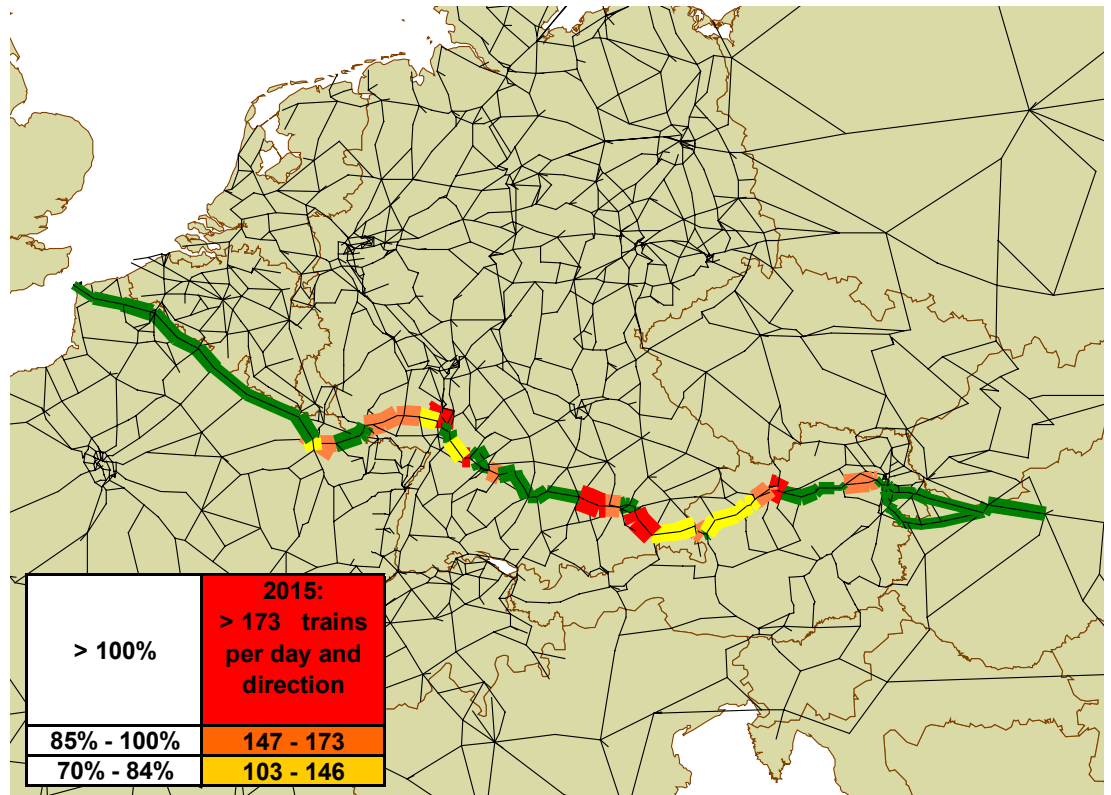 > 100%
2015:
> 173 trains
per day and
direction
85% - 100%
147 - 173
70% - 84%
103 - 146